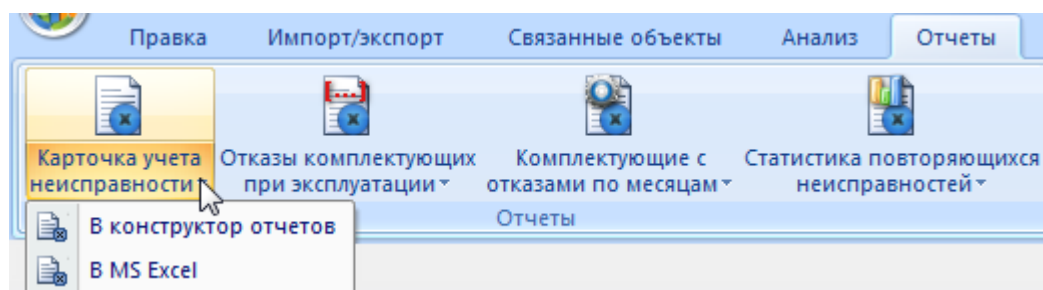 Правка Импорт/экспорт Связанные объекты Анализ Отчеты
Карточка учета неисправности
Отказы комплектующих при эксплуатации
Комплектующие с отказами по месяцам
Статистика повторяющихся неисправностей
Отчеты
В конструктор отчетов
В MS Excel